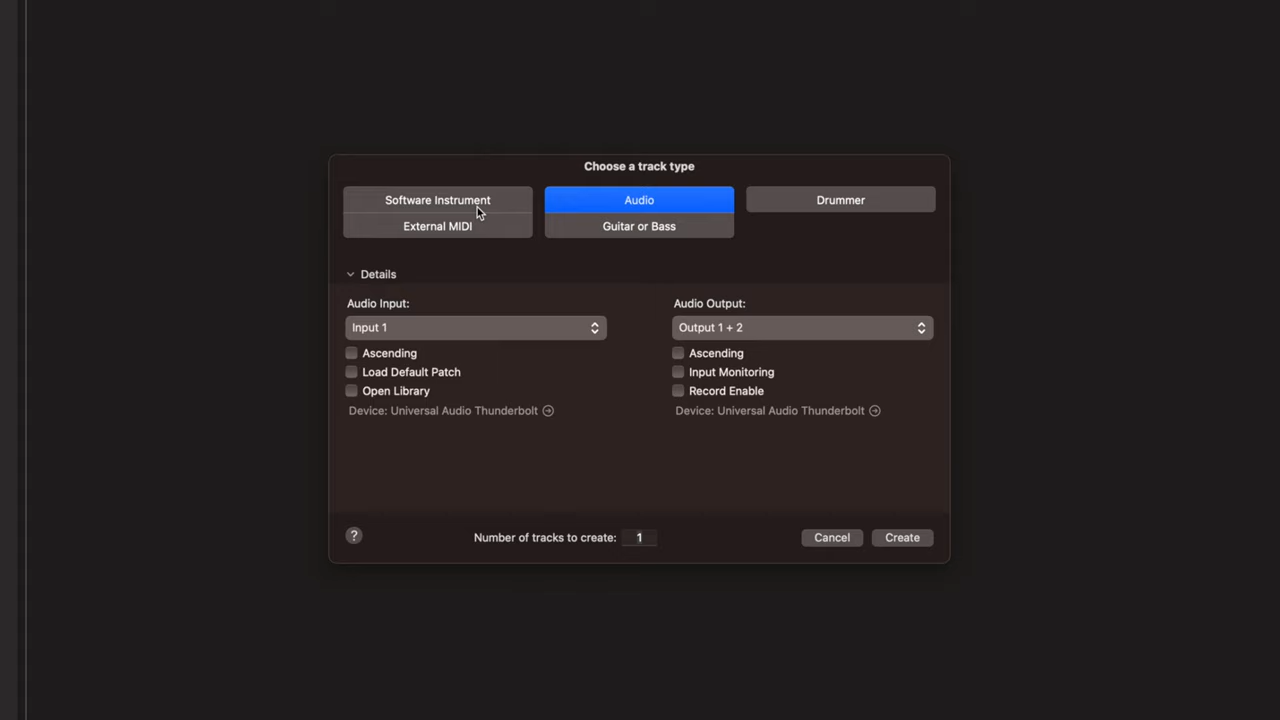 Choose a track type
Software Instrument
Audio
Drummer
External MIDI
Guitar or Bass
Details
Audio Input:
Audio Output:
Input 1
Output 1 + 2
Ascending
Ascending
Load Default Patch
Input Monitoring
Open Library
Record Enable
Device: Universal Audio Thunderbolt
Device: Universal Audio Thunderbolt
?
Number of tracks to create: 1
Cancel
Create